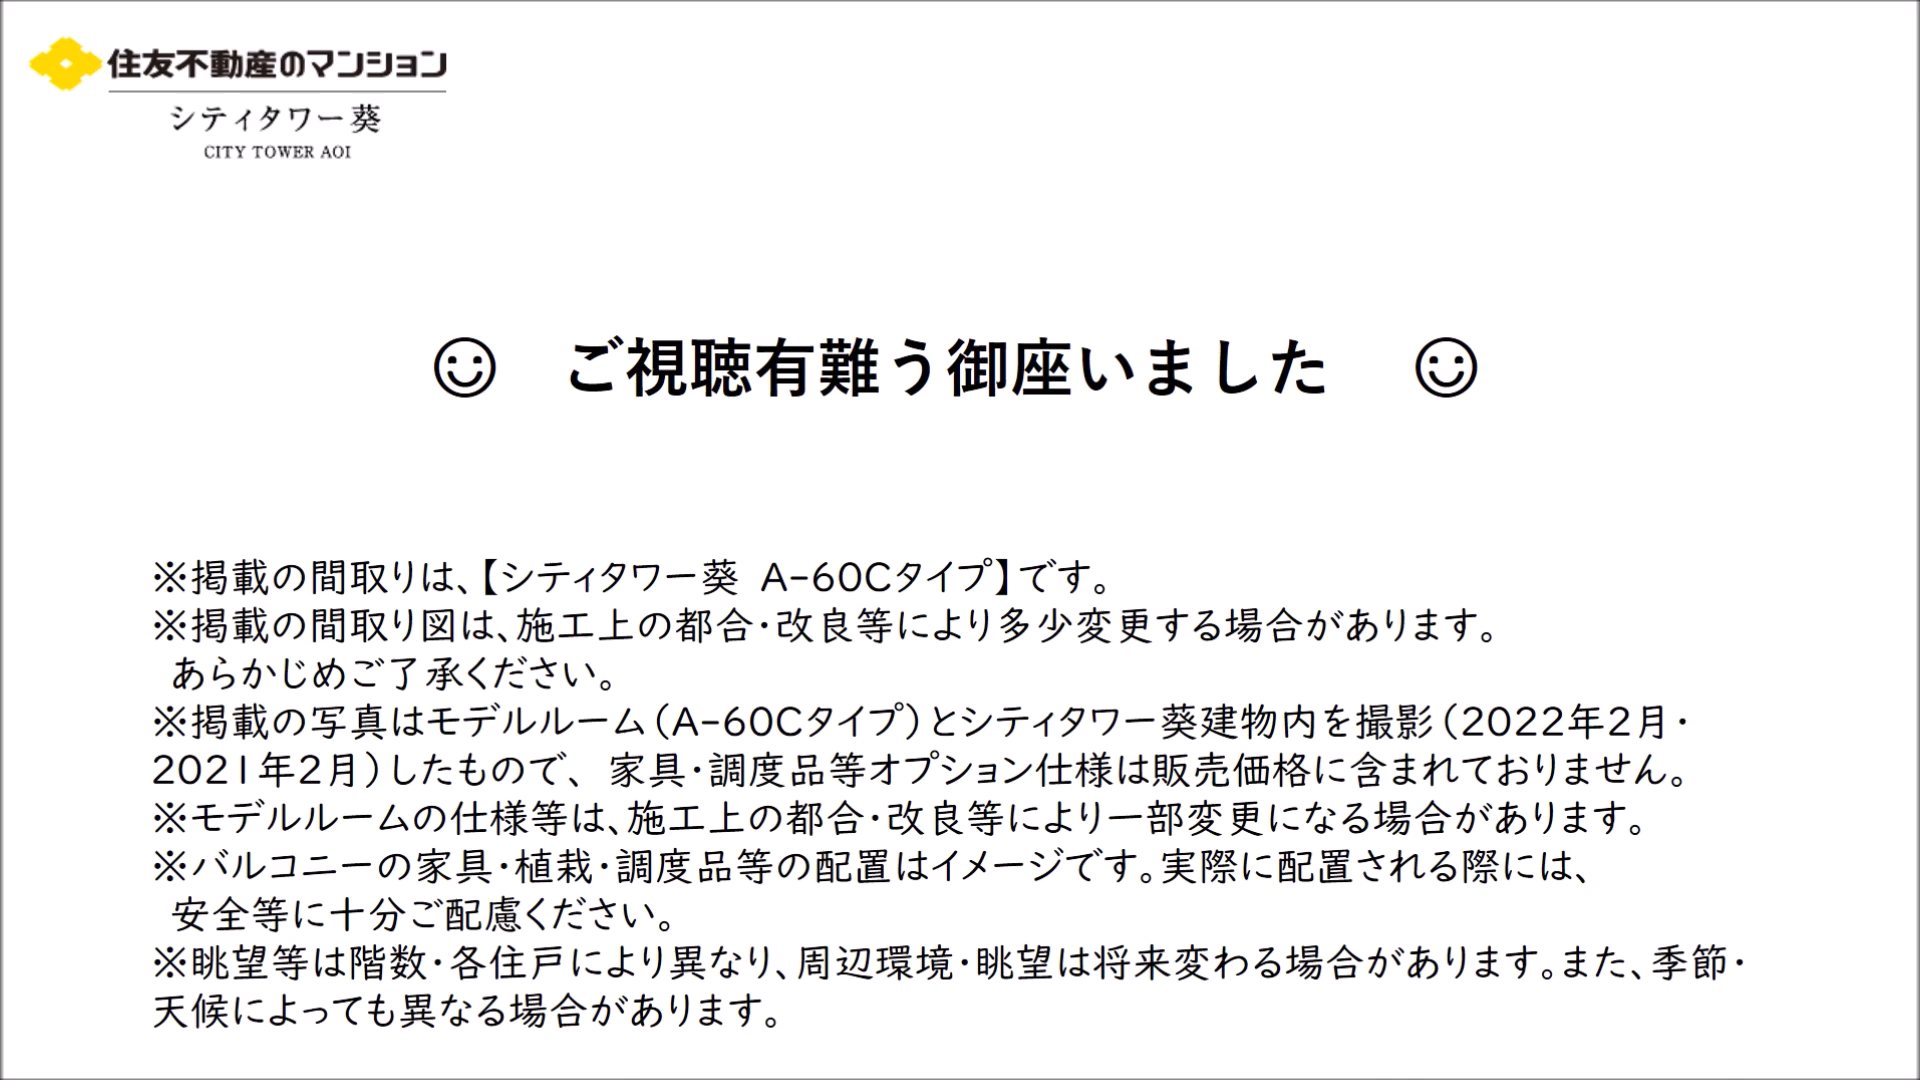 住友不動産のマンション
シティタワー葵
CITY TOWER AOI
☺ ご視聴有難う御座いました ☺
※掲載の間取りは、【シティタワー葵 A-60Cタイプ】です。
※掲載の間取り図は、施工上の都合・改良等により多少変更する場合があります。
あらかじめご了承ください。
※掲載の写真はモデルルーム（A-60Cタイプ）とシティタワー葵建物内を撮影（2022年2月・
2021年2月）したもので、 家具・調度品等オプション仕様は販売価格に含まれておりません。
※モデルルームの仕様等は、施工上の都合・改良等により一部変更になる場合があります。
※バルコニーの家具・植栽・調度品等の配置はイメージです。実際に配置される際には、
安全等に十分ご配慮ください。
※眺望等は階数・各住戸により異なり、周辺環境・眺望は将来変わる場合があります。また、季節・
天候によっても異なる場合があります。